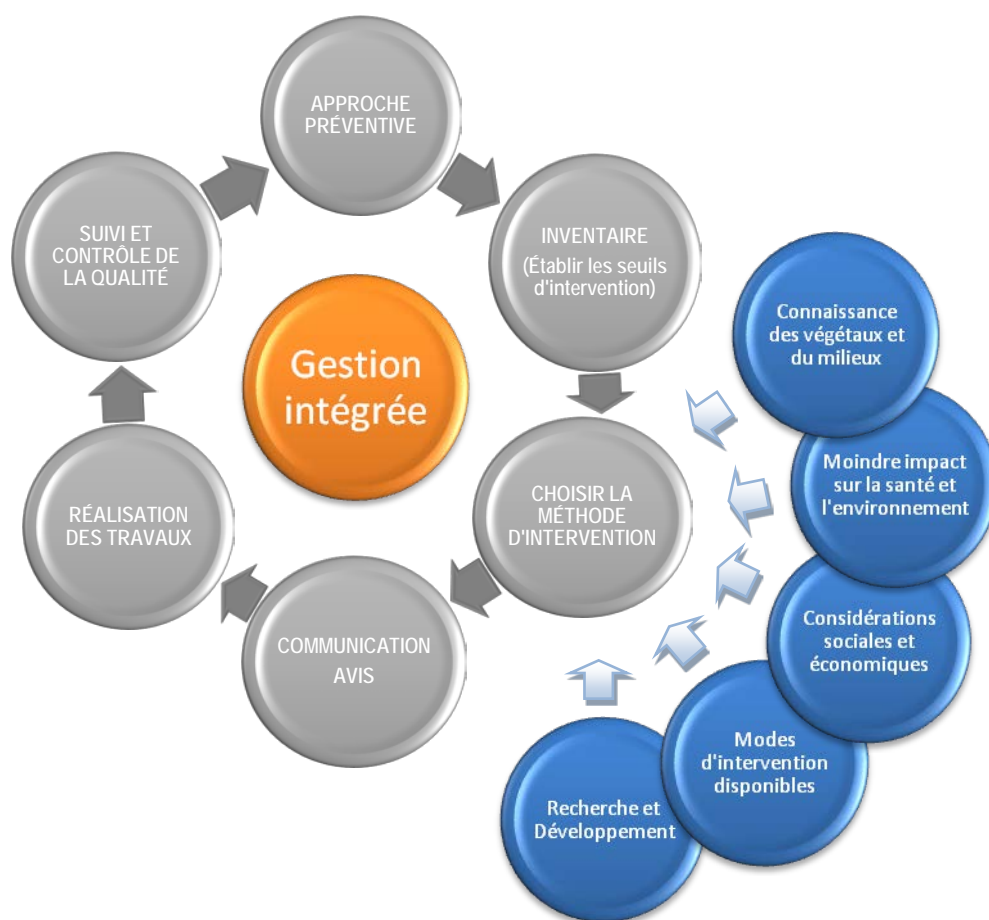 APPROCHE
PRÉVENTIVE
INVENTAIRE
(Établir les seuils
d'intervention)
CHOISIR LA
MÉTHODE
D'INTERVENTION
COMMUNICATION
AVIS
RÉALISATION
DES TRAVAUX
SUIVI ET
CONTRÔLE DE
LA QUALITÉ
Gestion
intégrée
Connaissance
des végétaux et
du milieux
Moindre impact
sur la santé et
l'environnement
Considérations
sociales et
économiques
Modes
d'intervention
disponibles
Recherche et
Développement